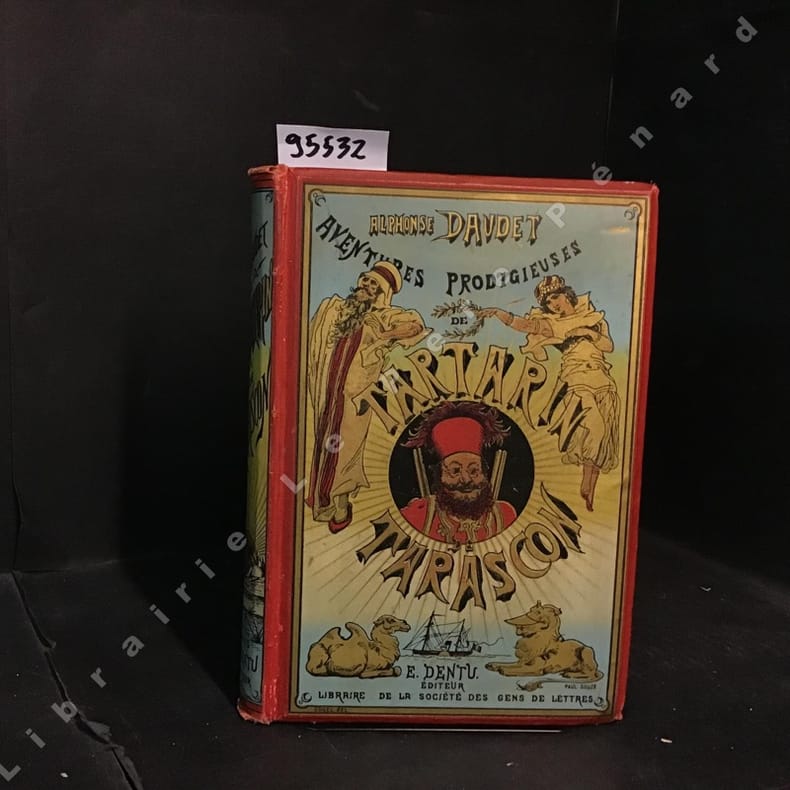 95532
ALPHONSE DAUDET
AVENTURES PRODIGIEUSES
DE
TARTARIN
DE
TARASCON
E. DENTU.
ÉDITEUR
LIBRAIRE DE LA SOCIÉTÉ DES GENS DE LETTRES
Librairie Le Père Pénard